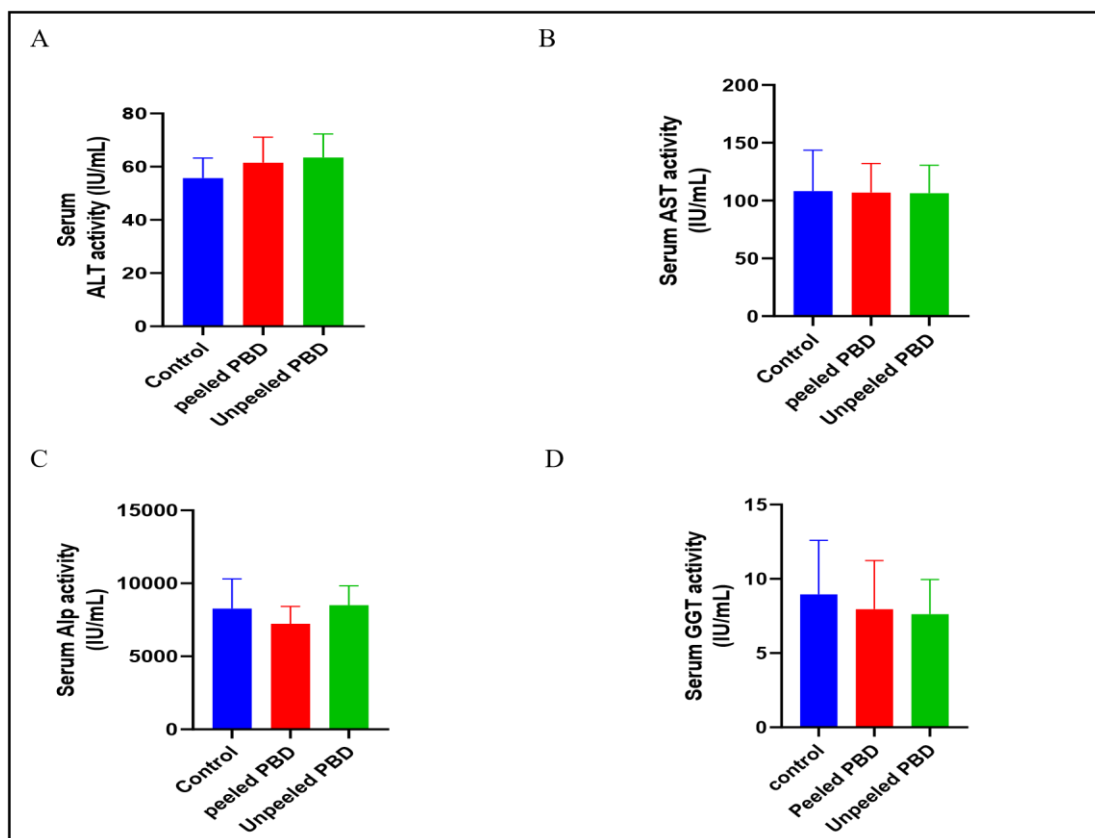 A
Serum
ALT activity (IU/mL)
80
60
40
20
0
Control
peeled PBD
Unpeeled PBD
B
Serum AST activity
(IU/mL)
200
150
100
50
0
Control
peeled PBD
Unpeeled PBD
C
Serum Alp activity
(IU/mL)
15000
10000
5000
0
Control
peeled PBD
Unpeeled PBD
D
Serum GGT activity
(IU/mL)
15
10
5
0
control
Peeled PBD
Unpeeled PBD